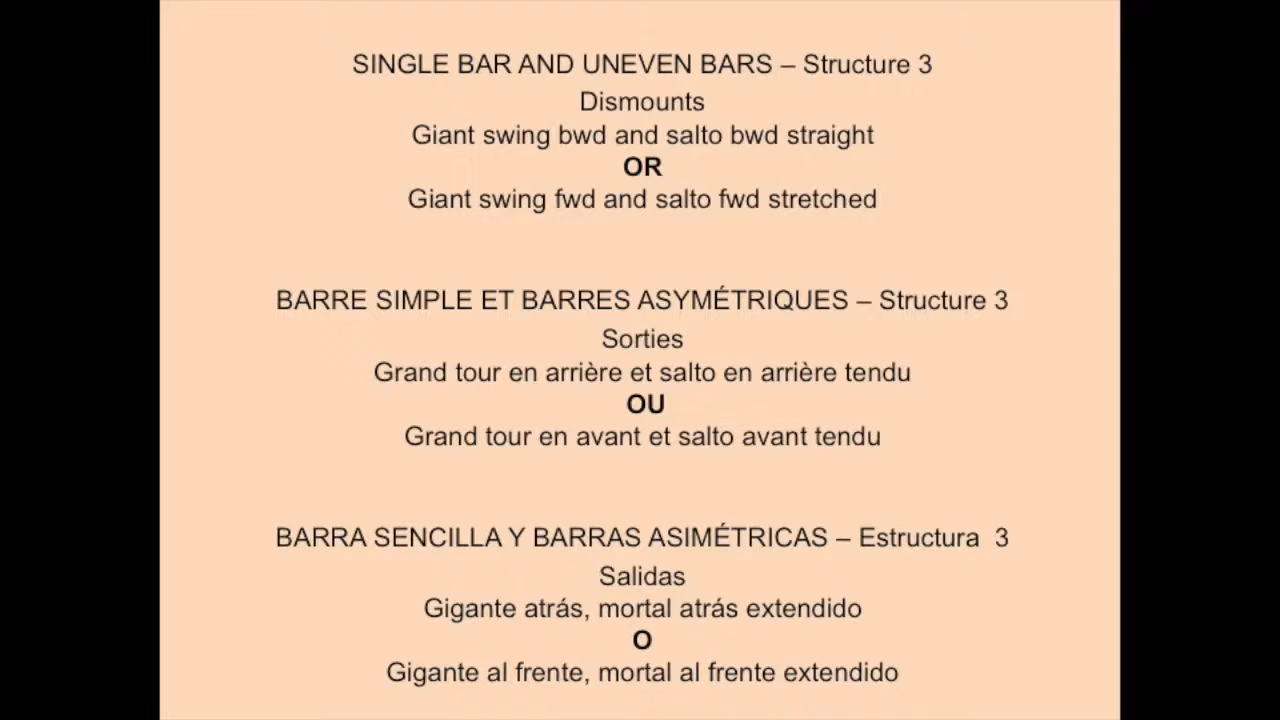 SINGLE BAR AND UNEVEN BARS – Structure 3
Dismounts
Giant swing bwd and salto bwd straight
OR
Giant swing fwd and salto fwd stretched
BARRE SIMPLE ET BARRES ASYMÉTRIQUES – Structure 3
Sorties
Grand tour en arrière et salto en arrière tendu
OU
Grand tour en avant et salto avant tendu
BARRA SENCILLA Y BARRAS ASIMÉTRICAS – Estructura 3
Salidas
Gigante atrás, mortal atrás extendido
O
Gigante al frente, mortal al frente extendido